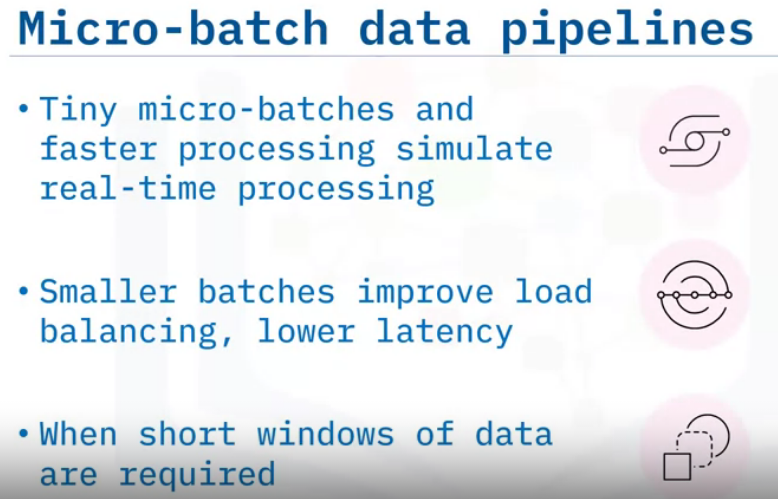 Micro-batch data pipelines
• Tiny micro-batches and
faster processing simulate
real-time processing
• Smaller batches improve load
balancing, lower latency
• When short windows of data
are required